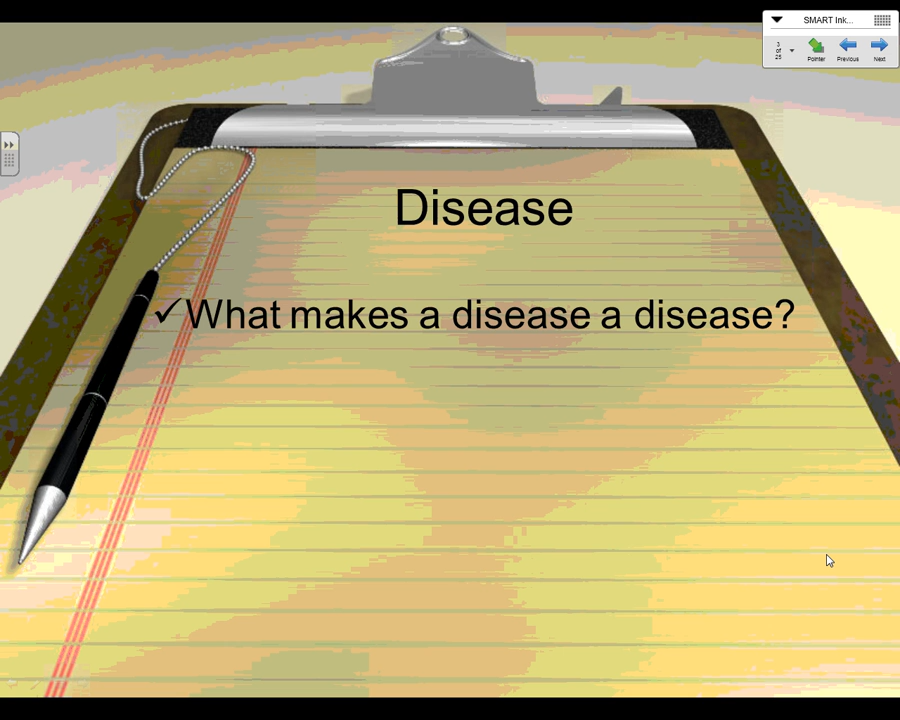 SMART Ink...
3
of
25
Pointer
Previous
Next
Disease
✓What makes a disease a disease?